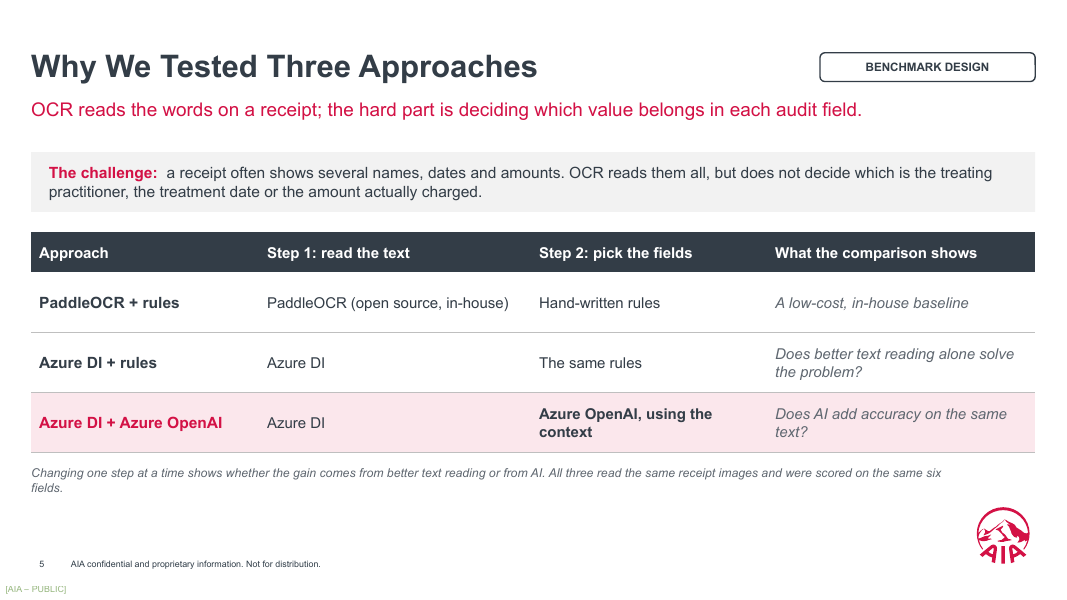 Why We Tested Three Approaches
BENCHMARK DESIGN
OCR reads the words on a receipt; the hard part is deciding which value belongs in each audit field.
The challenge: a receipt often shows several names, dates and amounts. OCR reads them all, but does not decide which is the treating
practitioner, the treatment date or the amount actually charged.
Approach Step 1: read the text Step 2: pick the fields What the comparison shows
PaddleOCR + rules PaddleOCR (open source, in-house) Hand-written rules A low-cost, in-house baseline
Azure DI + rules Azure DI The same rules Does better text reading alone solve
the problem?
Azure DI + Azure OpenAI Azure DI Azure OpenAI, using the
context
Does AI add accuracy on the same
text?
Changing one step at a time shows whether the gain comes from better text reading or from AI. All three read the same receipt images and were scored on the same six
fields.
AIA
5 AIA confidential and proprietary information. Not for distribution.
[AIA – PUBLIC]